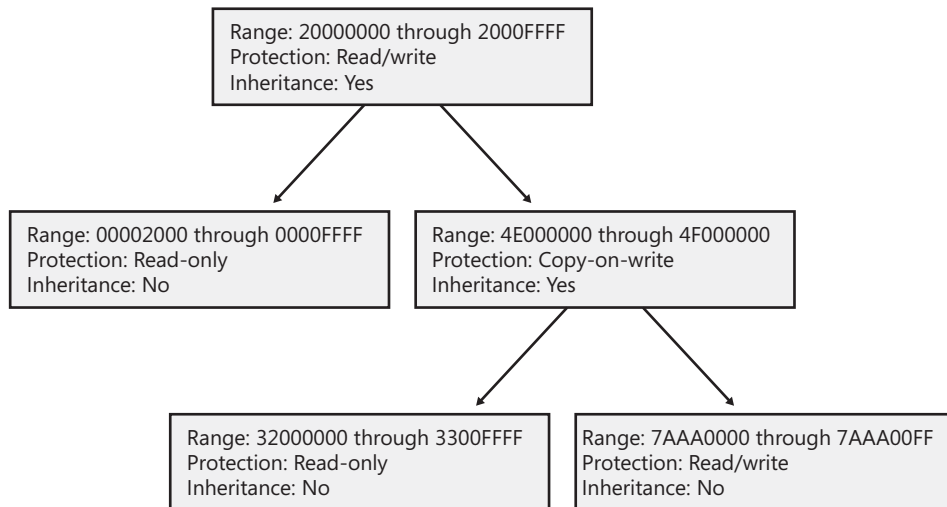 Range: 20000000 through 2000FFFF
Protection: Read/write
Inheritance: Yes
Range: 00002000 through 0000FFFF
Protection: Read-only
Inheritance: No
Range: 4E000000 through 4F000000
Protection: Copy-on-write
Inheritance: Yes
Range: 32000000 through 3300FFFF
Protection: Read-only
Inheritance: No
Range: 7AAA0000 through 7AAA00FF
Protection: Read/write
Inheritance: No